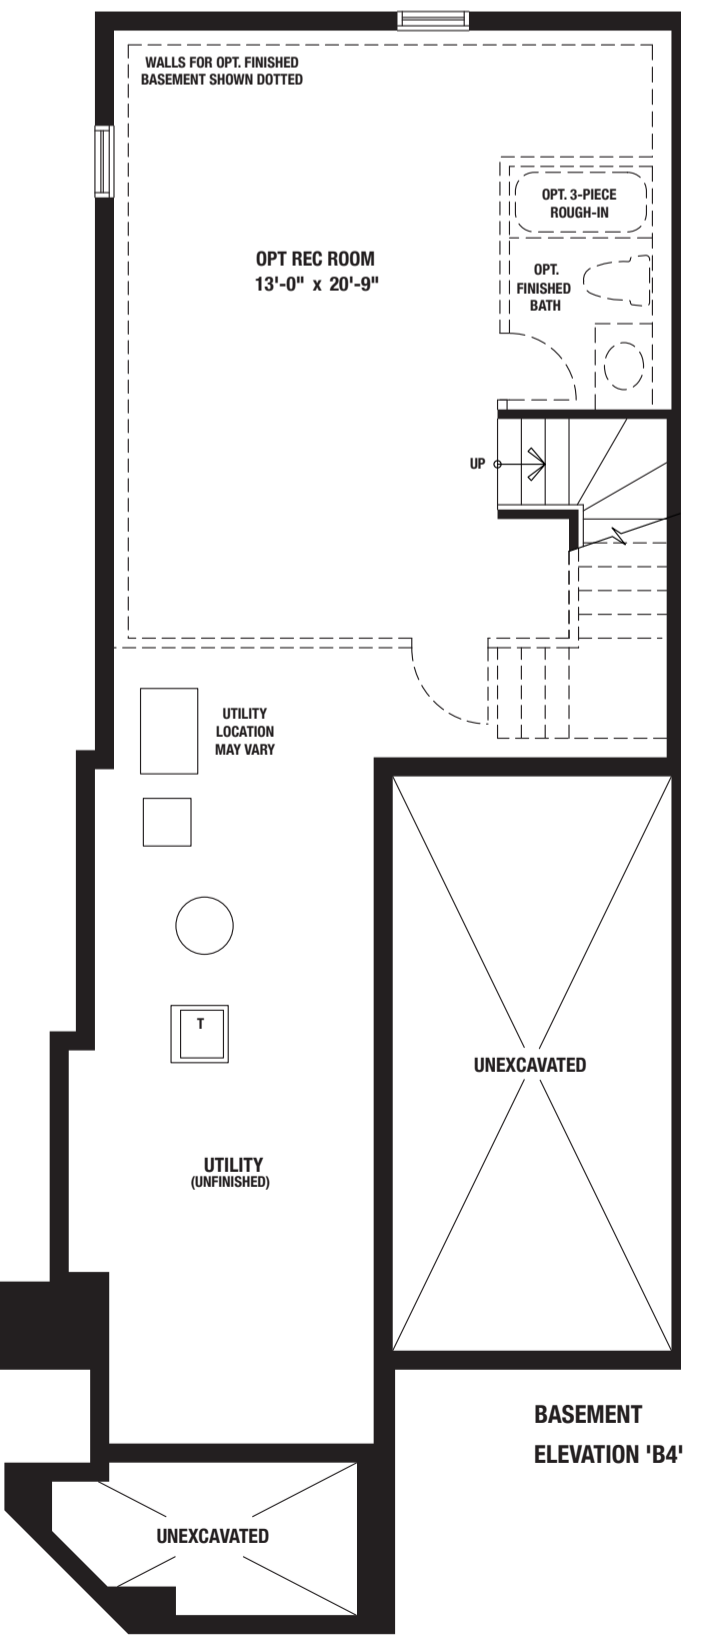 WALLS FOR OPT. FINISHED
BASEMENT SHOWN DOTTED
OPT. 3-PIECE
ROUGH-IN
OPT REC ROOM
13'-0" x 20'-9"
OPT.
FINISHED
BATH
UP
UTILITY
LOCATION
MAY VARY
T
UNEXCAVATED
UTILITY
(UNFINISHED)
BASEMENT
ELEVATION 'B4'
UNEXCAVATED